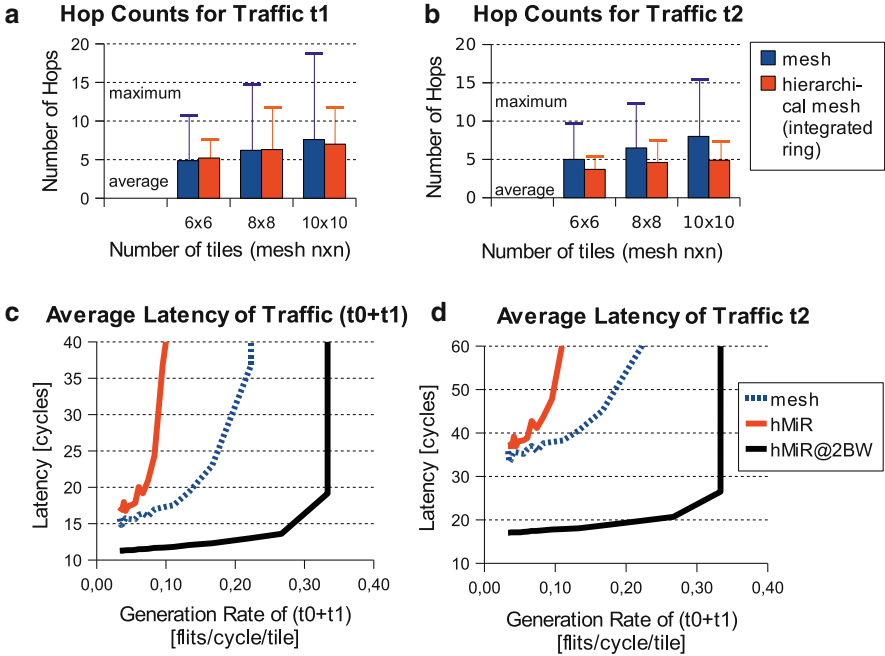 a Hop Counts for Traffic t1
Number of Hops
20
15
10
5
0
maximum
average
6x6 8x8 10x10
Number of tiles (mesh nxn)
b Hop Counts for Traffic t2
Number of Hops
20
15
10
5
0
maximum
average
6x6 8x8 10x10
Number of tiles (mesh nxn)
mesh
hierarchi-
cal mesh
(integrated
ring)
c Average Latency of Traffic (t0+t1)
Latency [cycles]
40
35
30
25
20
15
10
0,00 0,10 0,20 0,30 0,40
Generation Rate of (t0+t1)
[flits/cycle/tile]
d Average Latency of Traffic t2
Latency [cycles]
60
50
40
30
20
10
0,00 0,10 0,20 0,30 0,40
Generation Rate of (t0+t1)
[flits/cycle/tile]
mesh
hMiR
hMiR@2BW